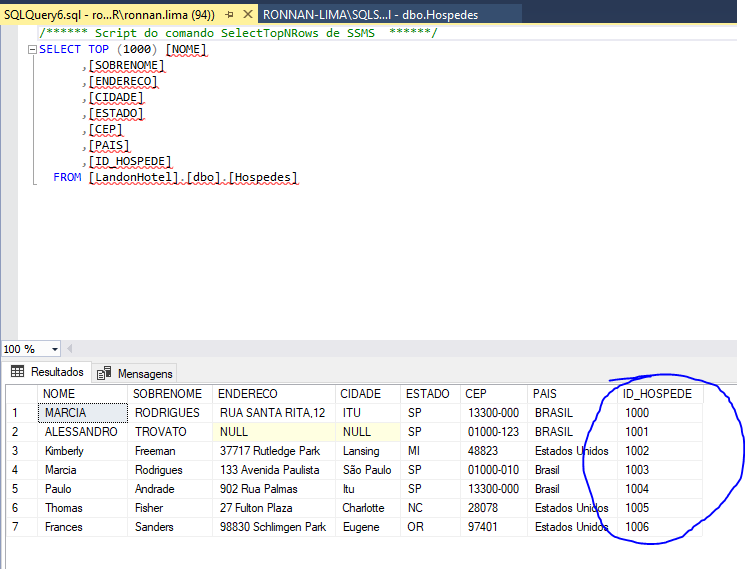 SQLQuery6.sql - ro...R\ronnan.lima (94)) RONNAN-LIMA\SQLS...l - dbo.Hospedes
/****** Script do comando SelectTopNRows de SSMS  ******/
SELECT TOP (1000) [NOME]
,[SOBRENOME]
,[ENDERECO]
,[CIDADE]
,[ESTADO]
,[CEP]
,[PAIS]
,[ID_HOSPEDE]
FROM [LandonHotel].[dbo].[Hospedes]
100 %
Resultados Mensagens
NOME SOBRENOME ENDERECO CIDADE ESTADO CEP PAIS ID_HOSPEDE
1 MARCIA RODRIGUES RUA SANTA RITA,12 ITU SP 13300-000 BRASIL 1000
2 ALESSANDRO TROVATO NULL NULL SP 01000-123 BRASIL 1001
3 Kimberly Freeman 37717 Rutledge Park Lansing MI 48823 Estados Unidos 1002
4 Marcia Rodrigues 133 Avenida Paulista São Paulo SP 01000-010 Brasil 1003
5 Paulo Andrade 902 Rua Palmas Itu SP 13300-000 Brasil 1004
6 Thomas Fisher 27 Fulton Plaza Charlotte NC 28078 Estados Unidos 1005
7 Frances Sanders 98830 Schlimgen Park Eugene OR 97401 Estados Unidos 1006